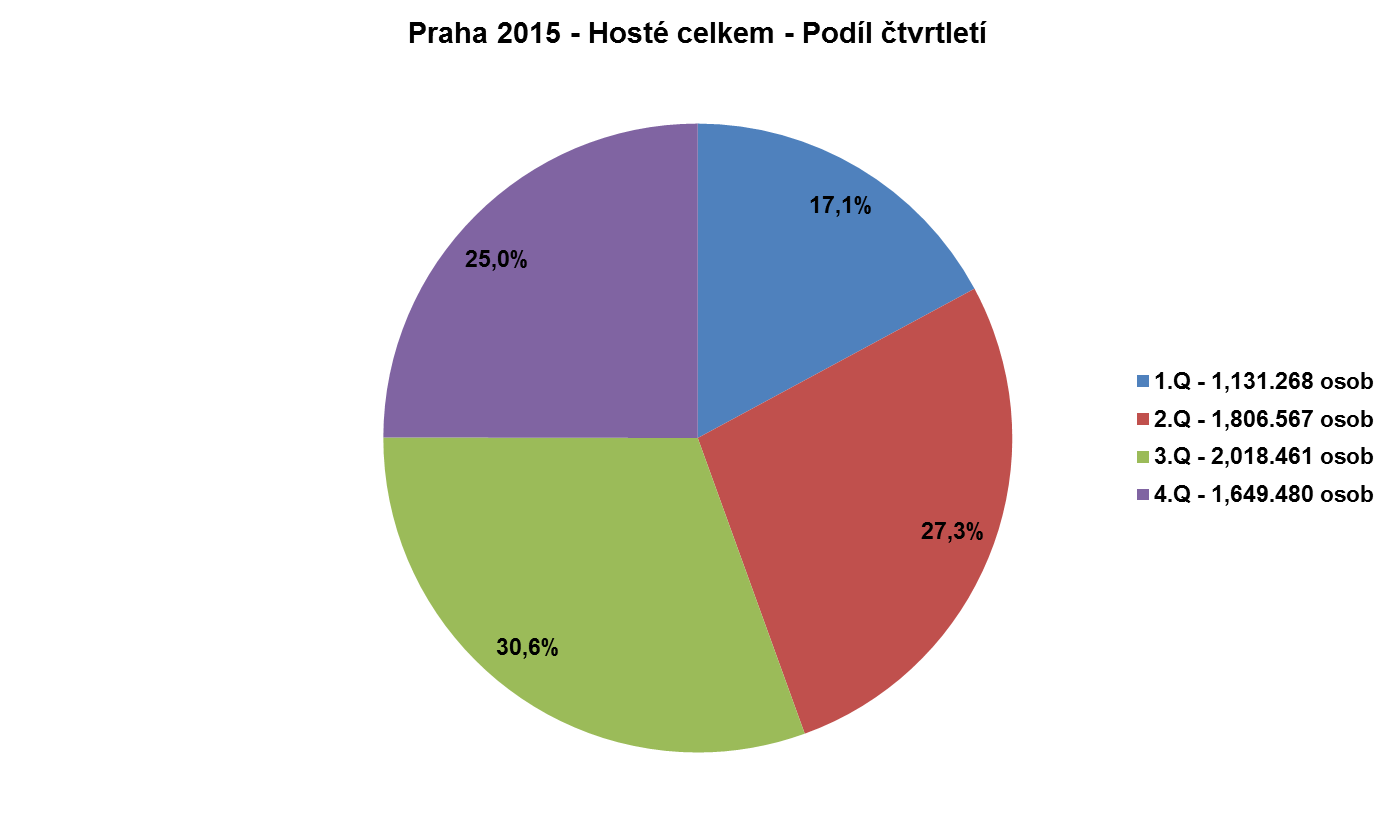 Praha 2015 - Hosté celkem - Podíl čtvrtletí
17,1%
25,0%
27,3%
30,6%
1.Q - 1,131.268 osob
2.Q - 1,806.567 osob
3.Q - 2,018.461 osob
4.Q - 1,649.480 osob